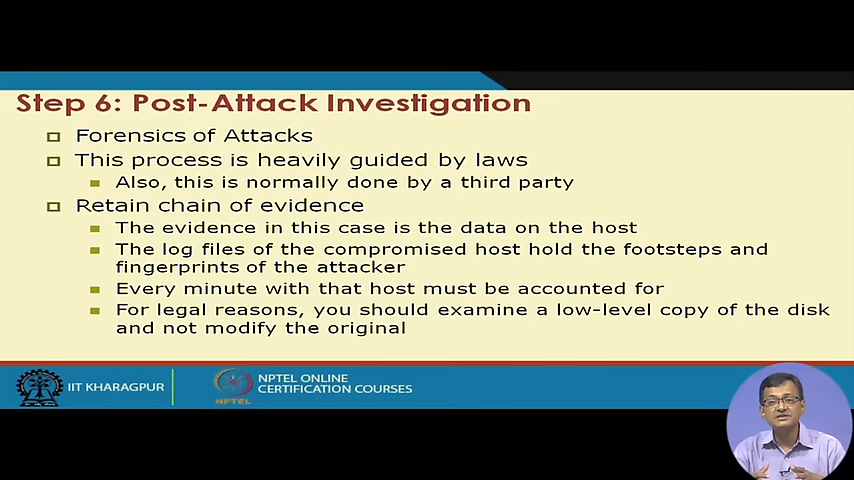 Step 6: Post-Attack Investigation
Forensics of Attacks
This process is heavily guided by laws
Also, this is normally done by a third party
Retain chain of evidence
The evidence in this case is the data on the host
The log files of the compromised host hold the footsteps and
fingerprints of the attacker
Every minute with that host must be accounted for
For legal reasons, you should examine a low-level copy of the disk
and not modify the original
IIT KHARAGPUR
NPTEL
NPTEL ONLINE
CERTIFICATION COURSES